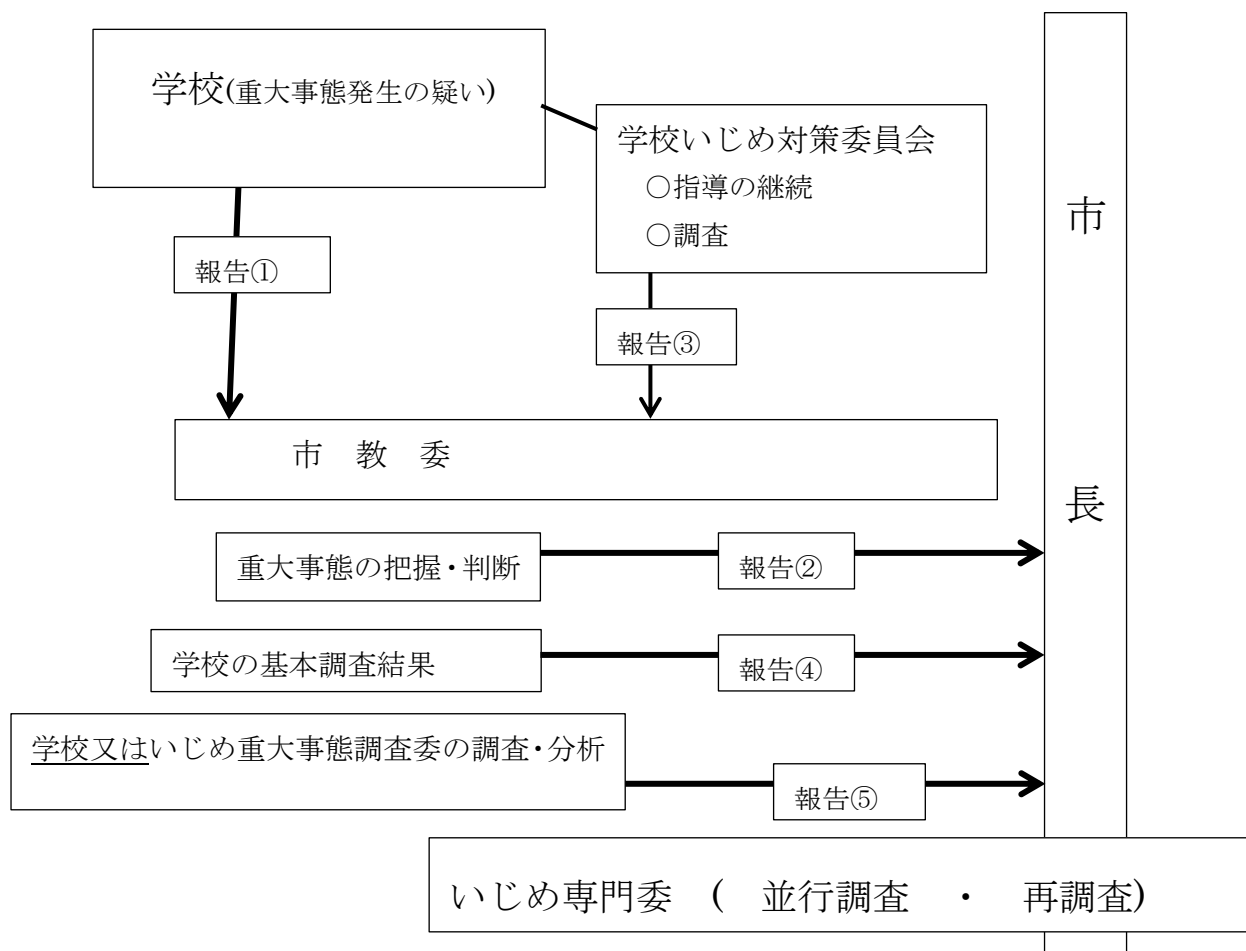 学校(重大事態発生の疑い)
学校いじめ対策委員会
○指導の継続
○調査
報告①
報告③
市　教　委
市
長
重大事態の把握・判断
報告②
学校の基本調査結果
報告④
学校又はいじめ重大事態調査委の調査・分析
報告⑤
いじめ専門委　(　並行調査　・　再調査)